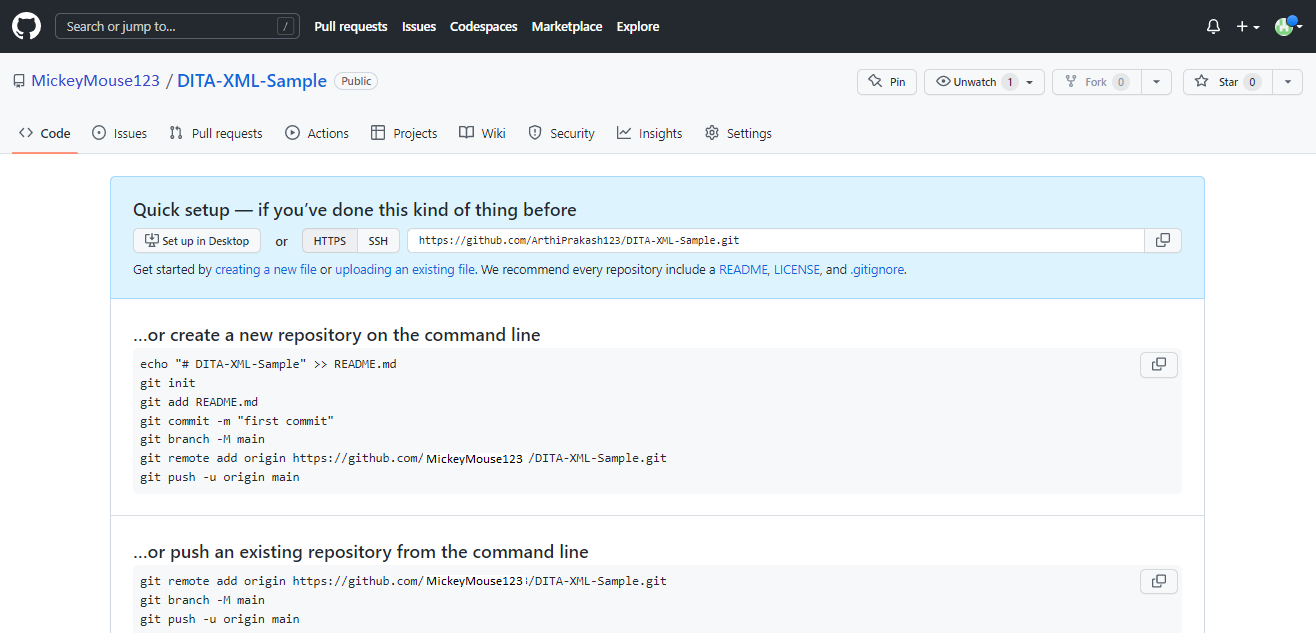 Search or jump to... / Pull requests Issues Codespaces Marketplace Explore
MickeyMouse123 / DITA-XML-Sample Public Pin Unwatch 1 Fork 0 Star 0
<> Code Issues Pull requests Actions Projects Wiki Security Insights Settings
Quick setup — if you’ve done this kind of thing before
Set up in Desktop or HTTPS SSH https://github.com/ArthiPrakash123/DITA-XML-Sample.git
Get started by creating a new file or uploading an existing file. We recommend every repository include a README, LICENSE, and .gitignore.
…or create a new repository on the command line
echo "# DITA-XML-Sample" >> README.md
git init
git add README.md
git commit -m "first commit"
git branch -M main
git remote add origin https://github.com/ MickeyMouse123 /DITA-XML-Sample.git
git push -u origin main
…or push an existing repository from the command line
git remote add origin https://github.com/ MickeyMouse123 /DITA-XML-Sample.git
git branch -M main
git push -u origin main